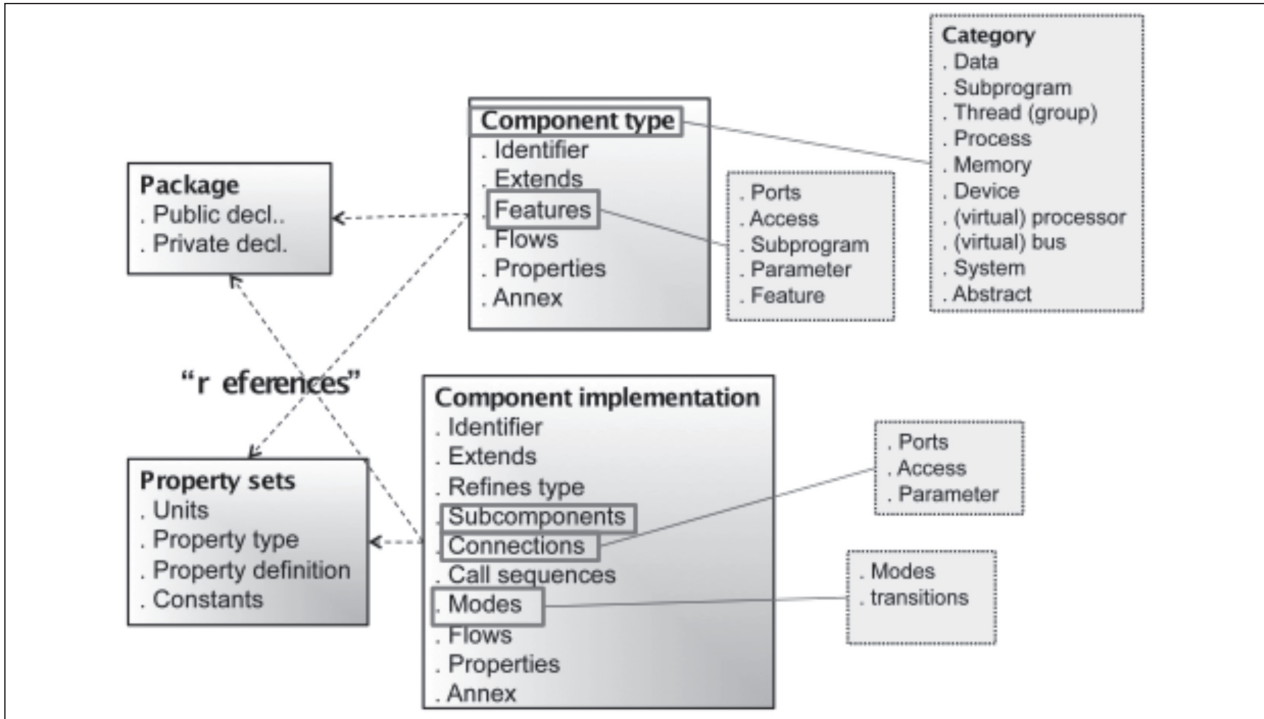 Category
. Data
. Subprogram
. Thread (group)
. Process
. Memory
. Device
. (virtual) processor
. (virtual) bus
. System
. Abstract
Component type
. Identifier
. Extends
. Features
. Flows
. Properties
. Annex
. Ports
. Access
. Subprogram
. Parameter
. Feature
Package
. Public decl..
. Private decl.
“r eferences”
Property sets
. Units
. Property type
. Property definition
. Constants
Component implementation
. Identifier
. Extends
. Refines type
. Subcomponents
. Connections
. Call sequences
. Modes
. Flows
. Properties
. Annex
. Ports
. Access
. Parameter
. Modes
. transitions